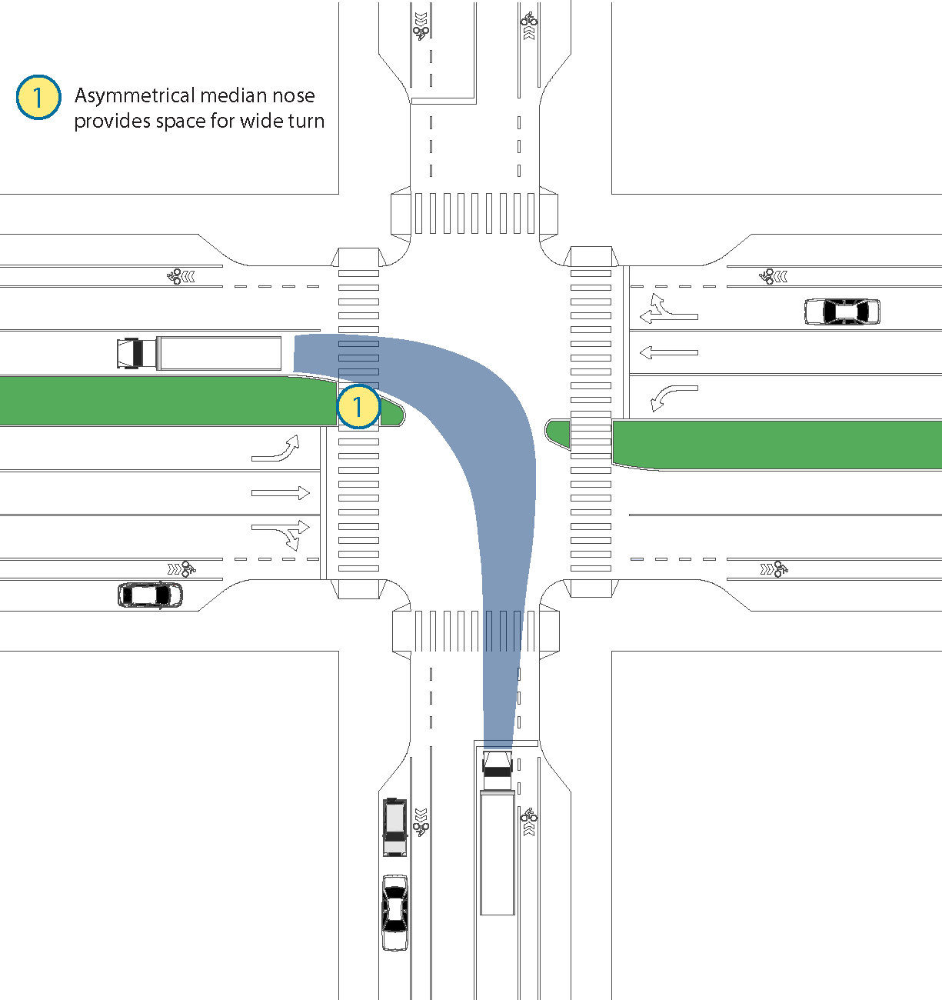 1
Asymmetrical median nose
provides space for wide turn
1